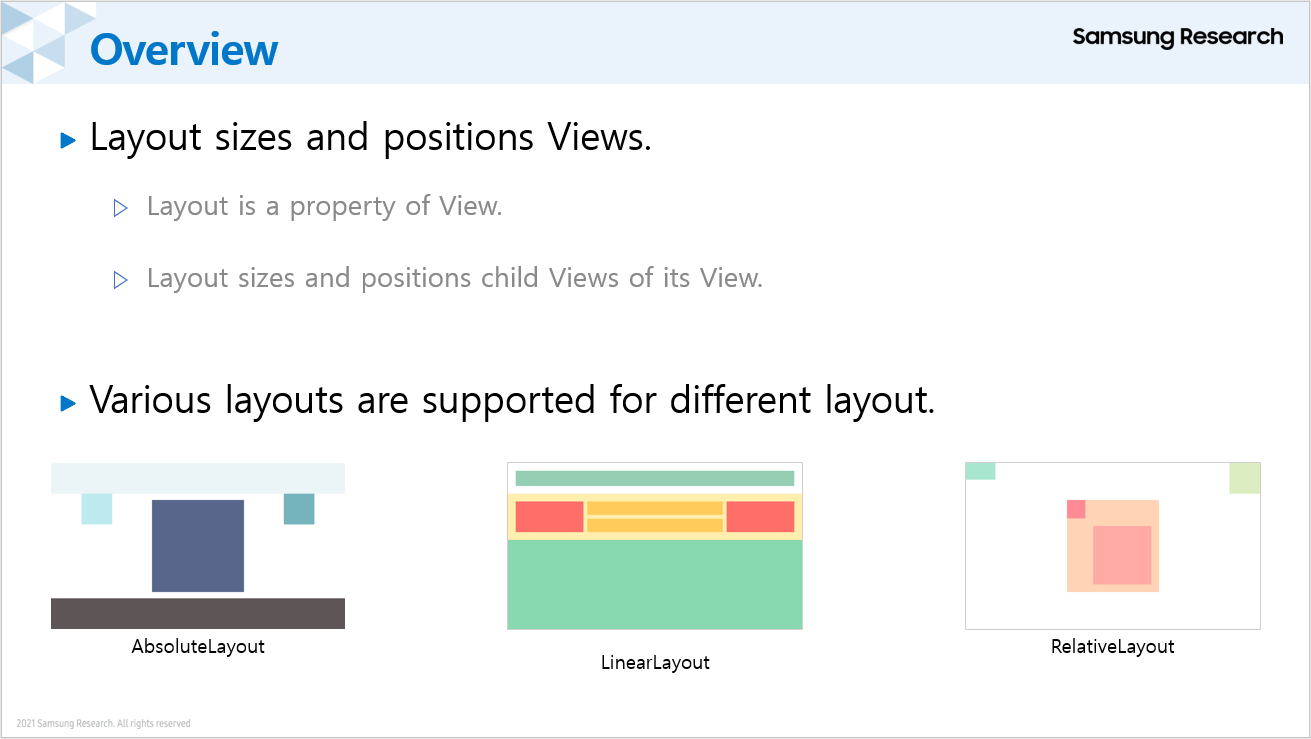 Overview
Samsung Research
Layout sizes and positions Views.
Layout is a property of View.
Layout sizes and positions child Views of its View.
Various layouts are supported for different layout.
AbsoluteLayout
LinearLayout
RelativeLayout
2021 Samsung Research. All rights reserved